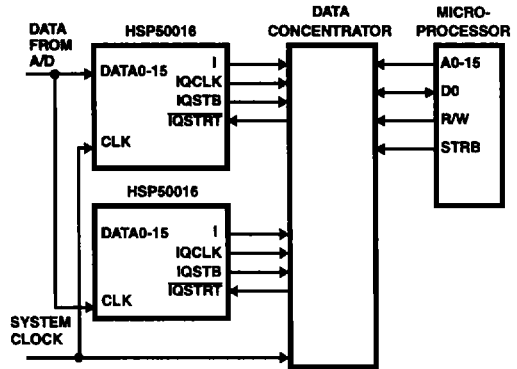 DATA
FROM
A/D
HSP50016
DATA0-15
I
IQCLK
IQSTB
IQSTRT
CLK
DATA
CONCENTRATOR
MICRO-
PROCESSOR
A0-15
D0
R/W
STRB
HSP50016
DATA0-15
I
IQCLK
IQSTB
IQSTRT
CLK
SYSTEM
CLOCK